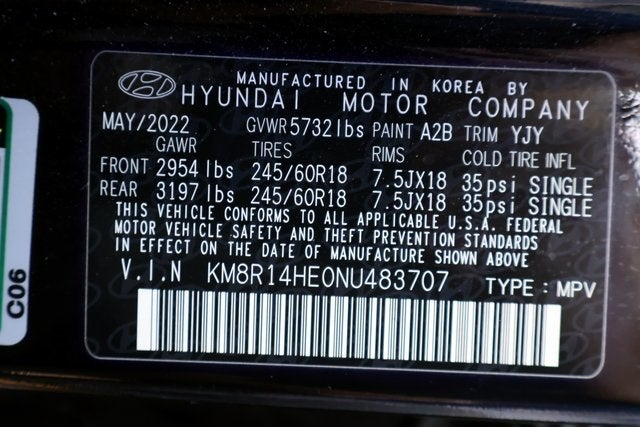 MANUFACTURED IN KOREA BY
HYUNDAI MOTOR COMPANY
MAY/2022 GVWR 5732 lbs PAINT A2B TRIM YJY
GAWR TIRES RIMS COLD TIRE INFL
FRONT 2954 lbs 245/60R18 7.5JX18 35psi SINGLE
REAR 3197 lbs 245/60R18 7.5JX18 35psi SINGLE
THIS VEHICLE CONFORMS TO ALL APPLICABLE U.S.A. FEDERAL
MOTOR VEHICLE SAFETY AND THEFT PREVENTION STANDARDS
IN EFFECT ON THE DATE OF MANUFACTURE SHOWN ABOVE
V.I.N KM8R14HE0NU483707 TYPE : MPV
C06